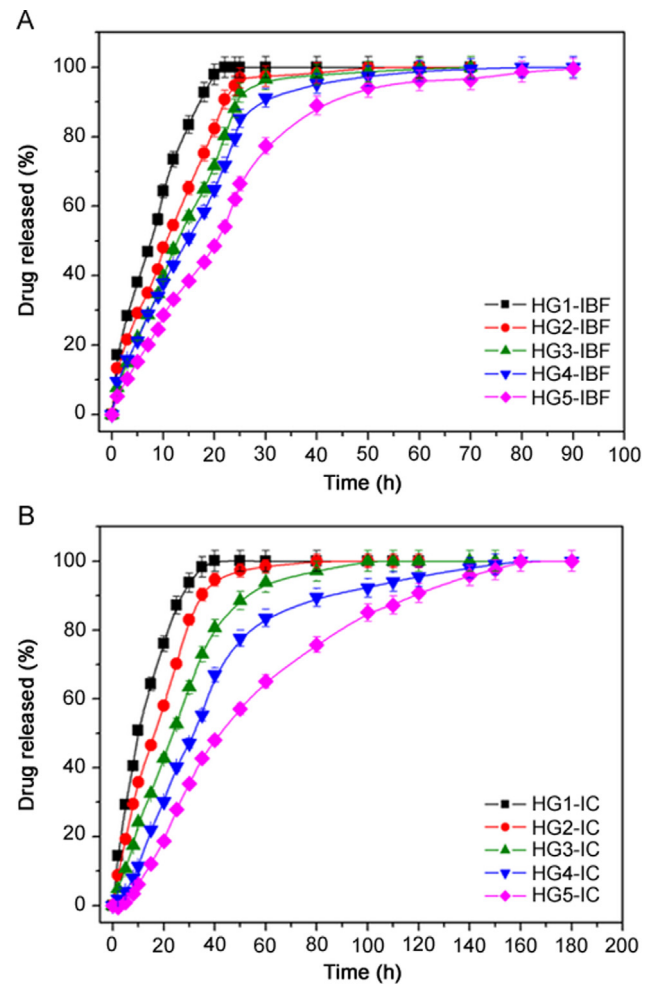 A
Drug released (%)
100
80
60
40
20
0
HG1-IBF
HG2-IBF
HG3-IBF
HG4-IBF
HG5-IBF
0 10 20 30 40 50 60 70 80 90 100
Time (h)
B
Drug released (%)
100
80
60
40
20
0
HG1-IC
HG2-IC
HG3-IC
HG4-IC
HG5-IC
0 20 40 60 80 100 120 140 160 180 200
Time (h)